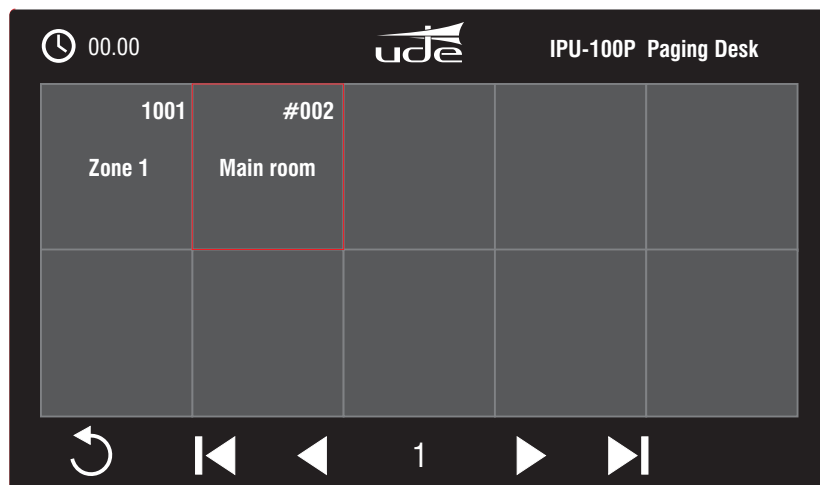 00.00
ude
IPU-100P Paging Desk
1001
#002
Zone 1
Main room
1